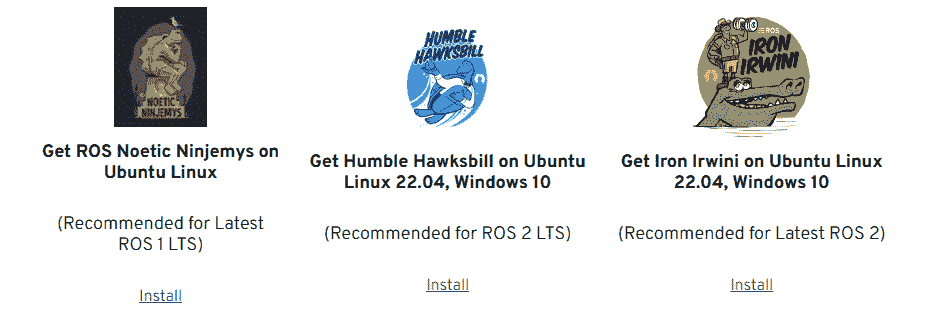 NOETIC
NINJEMYS
Get ROS Noetic Ninjemys on
Ubuntu Linux
(Recommended for Latest
ROS 1 LTS)
Install
HUMBLE
HAWKSBILL
Get Humble Hawksbill on Ubuntu
Linux 22.04, Windows 10
(Recommended for ROS 2 LTS)
Install
ROS
IRON
IRWINI
Get Iron Irwini on Ubuntu Linux
22.04, Windows 10
(Recommended for Latest ROS 2)
Install